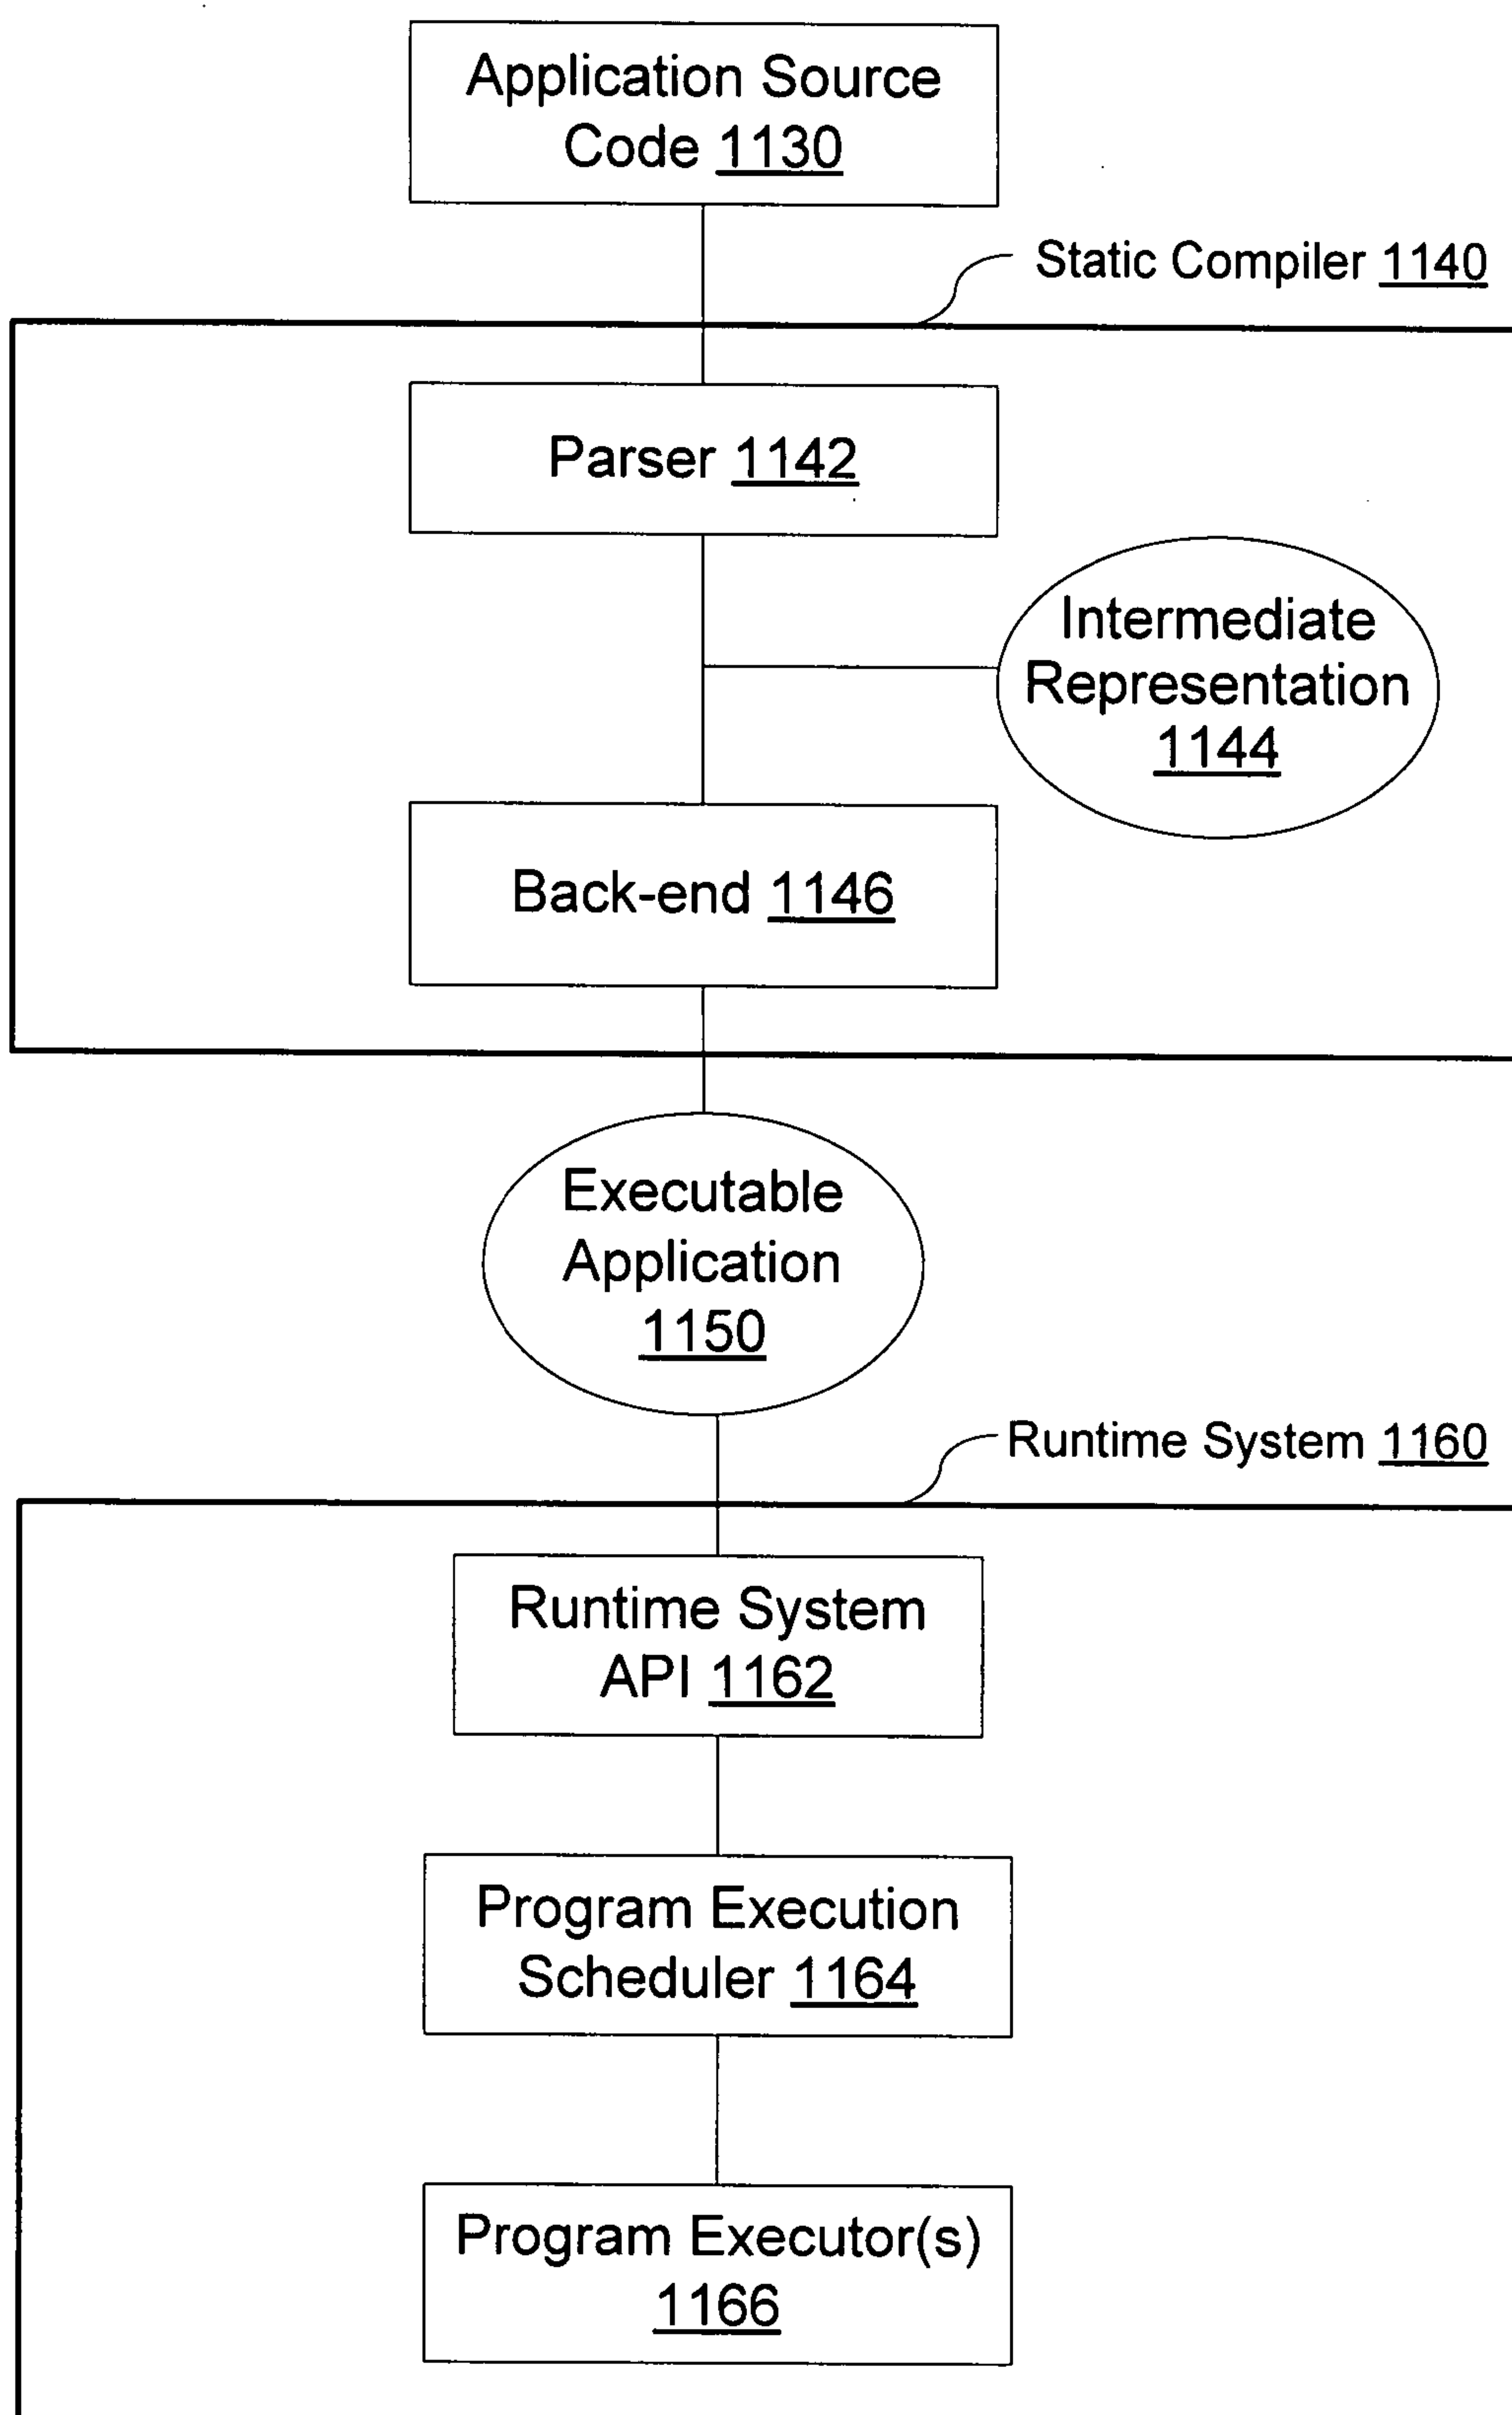 Application Source
Code 1130
Static Compiler 1140
Parser 1142
Intermediate
Representation
1144
Back-end 1146
Executable
Application
1150
Runtime System 1160
Runtime System
API 1162
Program Execution
Scheduler 1164
Program Executor(s)
1166